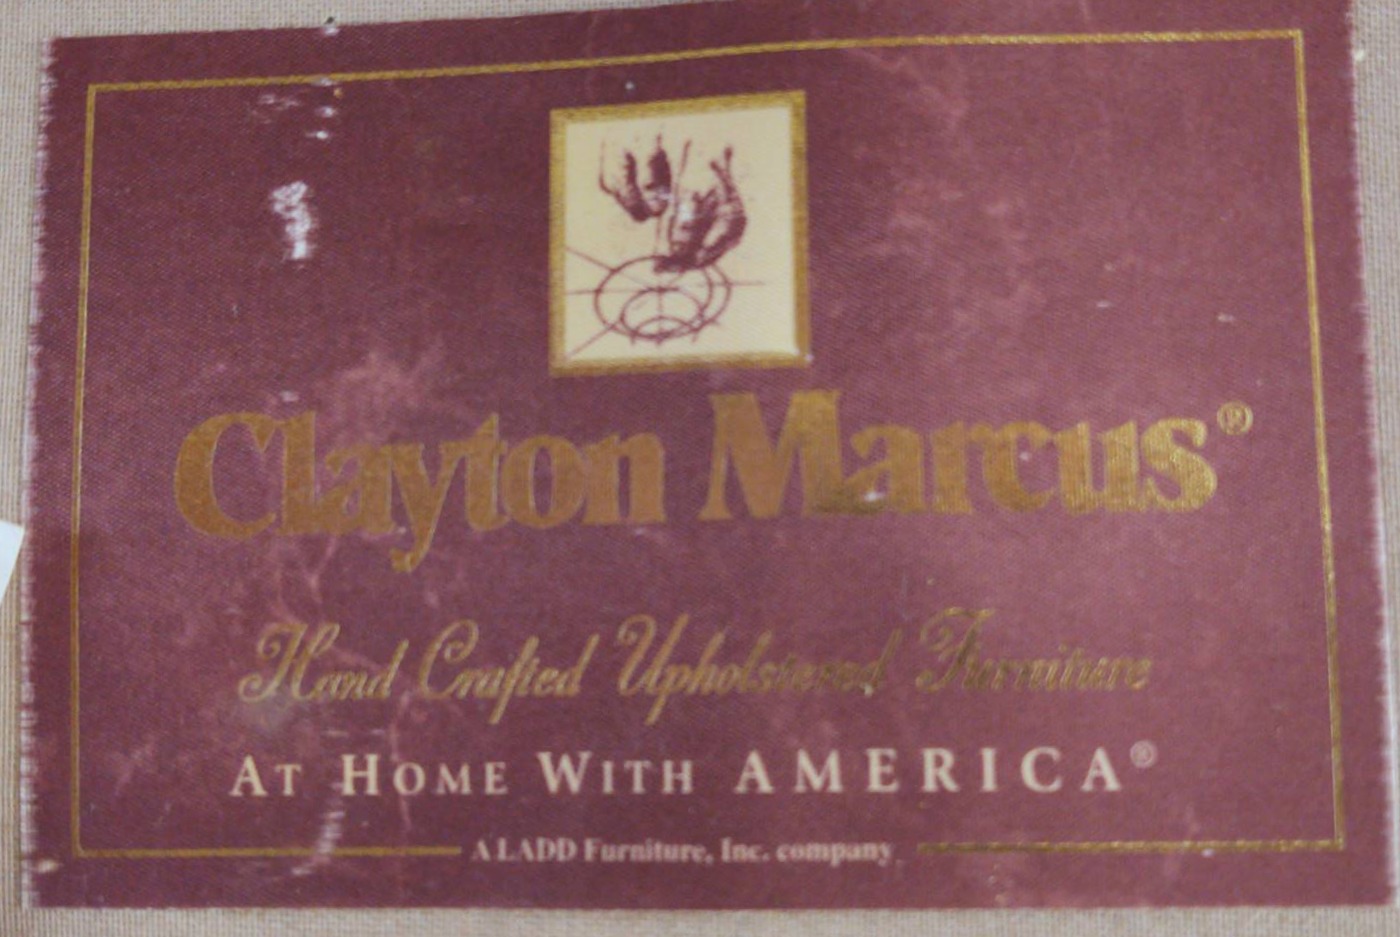 Clayton Marcus®
Hand Crafted Upholstered Furniture
AT HOME WITH AMERICA®
A LADD Furniture, Inc. company